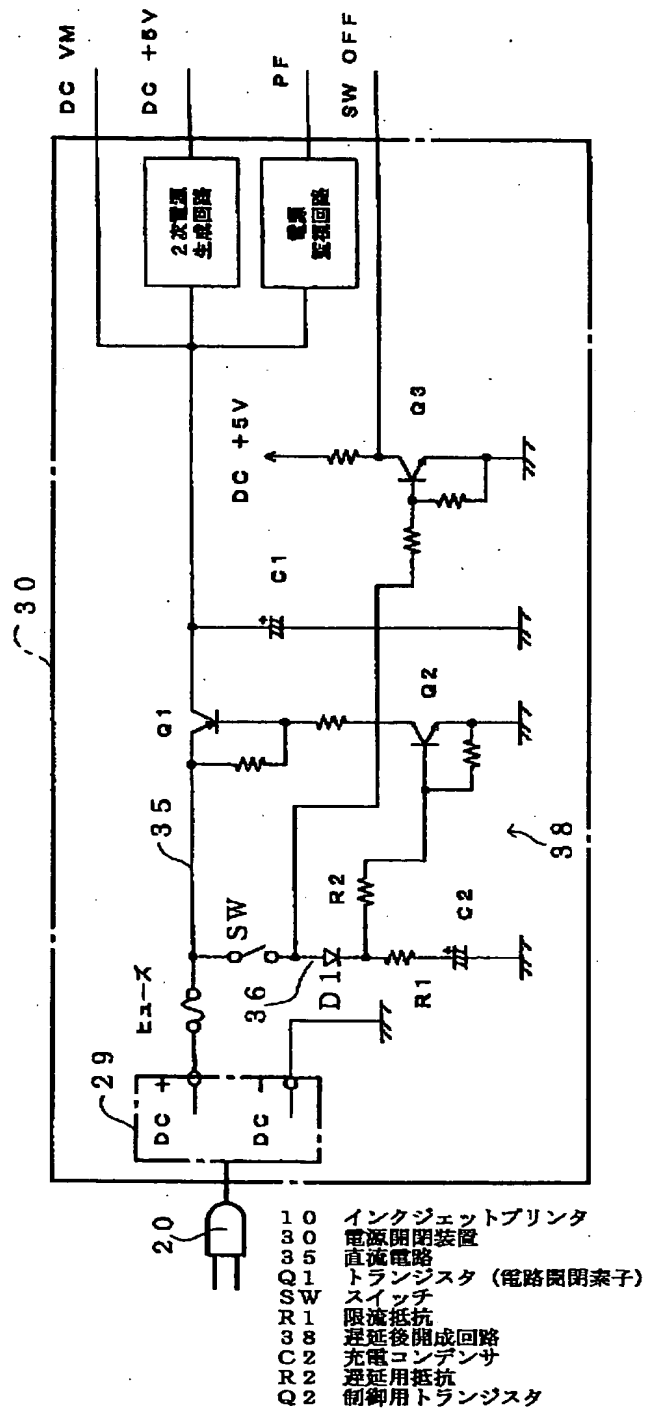 30
DC VM
DC +5V
PF
SW OFF
2次電源
生成回路
電源
監視回路
DC +5V
Q3
C1
Q1
Q2
35
38
SW
R2
C2
36
D1
R1
ヒューズ
29
DC +
DC -
20
10 インクジェットプリンタ
30 電源開閉装置
35 直流電路
Q1 トランジスタ(電路開閉素子)
SW スイッチ
R1 限流抵抗
38 遅延後開成回路
C2 充電コンデンサ
R2 遅延用抵抗
Q2 制御用トランジスタ